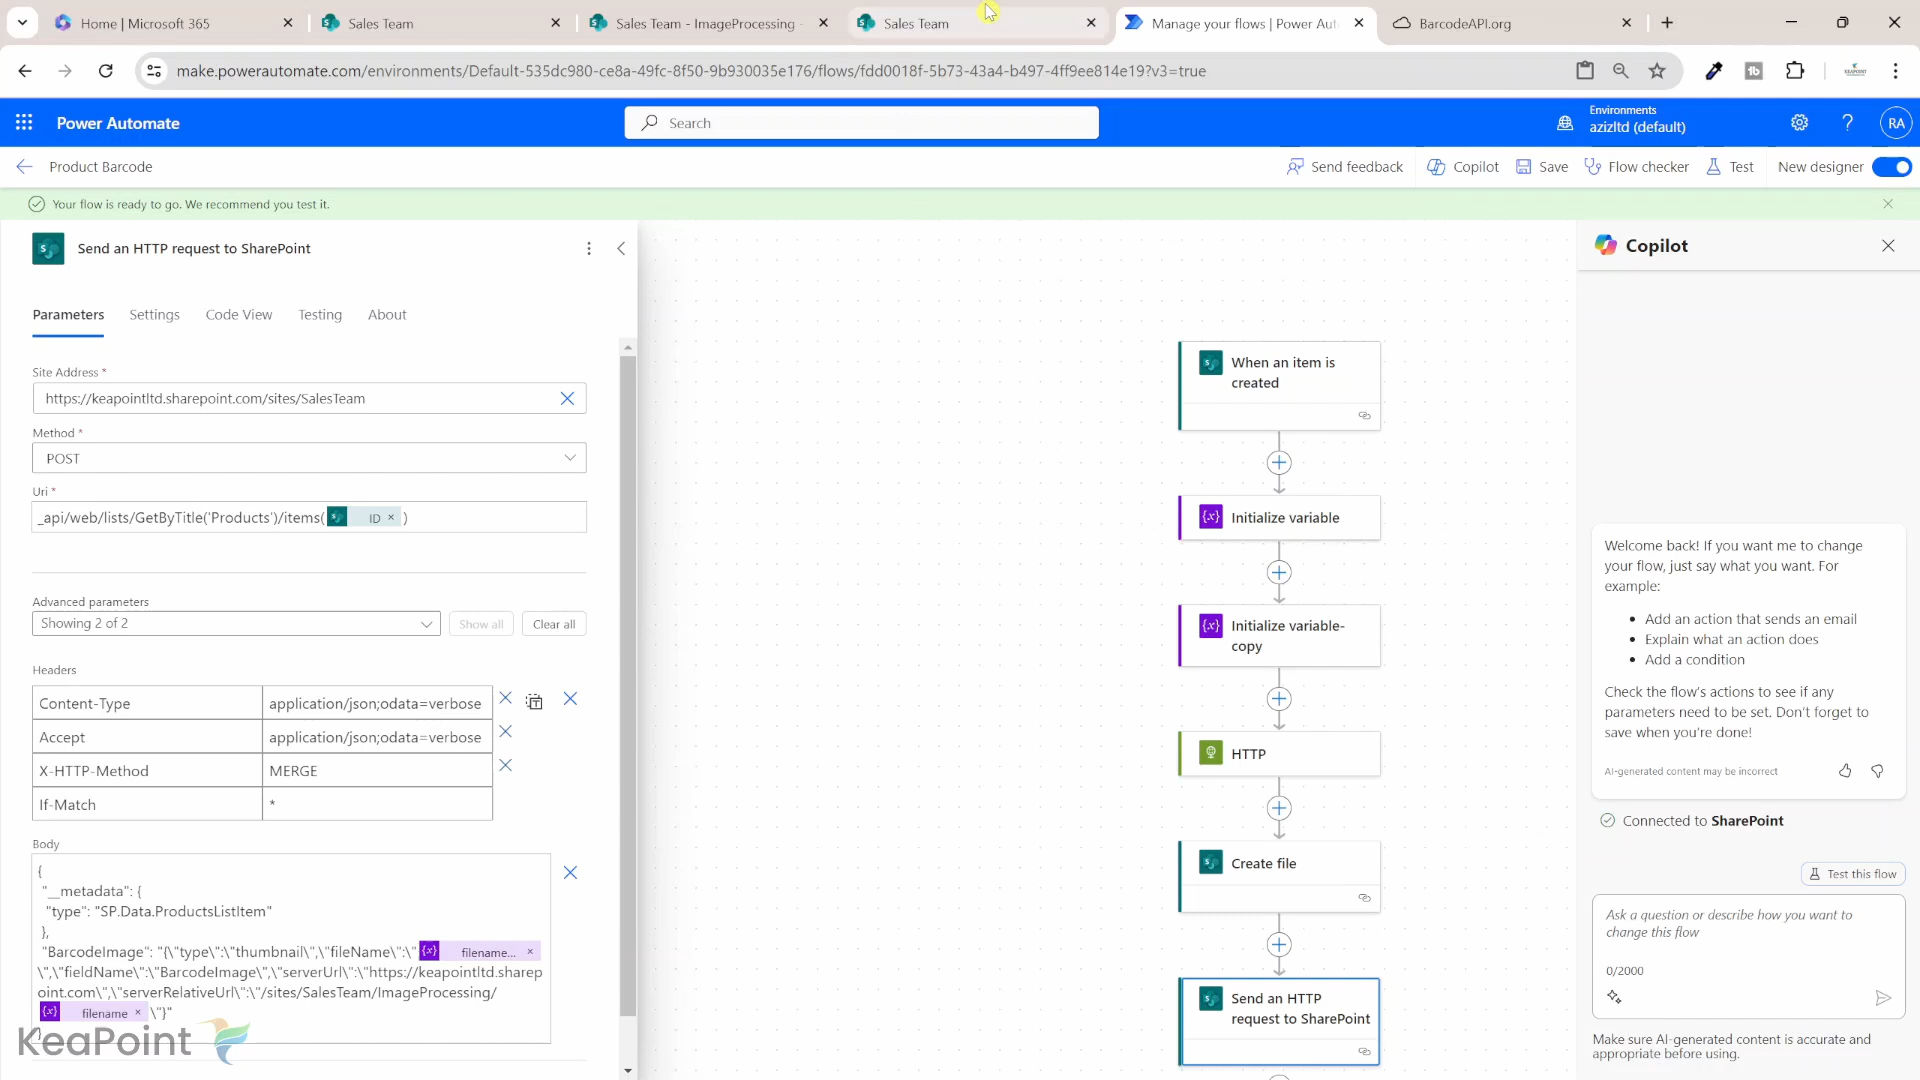 Home | Microsoft 365
Sales Team
Sales Team - ImageProcessing -
Sales Team
Manage your flows | Power Aut
BarcodeAPI.org
make.powerautomate.com/environments/Default-535dc980-ce8a-49fc-8f50-9b930035e176/flows/fdd0018f-5b73-43a4-b497-4ff9ee814e19?v3=true
Power Automate
Search
Environments
azizltd (default)
RA
Product Barcode
Send feedback
Copilot
Save
Flow checker
Test
New designer
Your flow is ready to go. We recommend you test it.
Send an HTTP request to SharePoint
Parameters
Settings
Code View
Testing
About
Site Address *
https://keapointltd.sharepoint.com/sites/SalesTeam
Method *
POST
Uri *
_api/web/lists/GetByTitle('Products')/items( ID × )
Advanced parameters
Showing 2 of 2
Show all
Clear all
Headers
Content-Type application/json;odata=verbose
Accept application/json;odata=verbose
X-HTTP-Method MERGE
If-Match *
Body
{
"__metadata": {
"type": "SP.Data.ProductsListItem"
},
"BarcodeImage": "{\"type\":\"thumbnail\",\"fileName\":\" {x} filename... ×
\",\"fieldName\":\"BarcodeImage\",\"serverUrl\":\"https://keapointltd.sharep
oint.com\",\"serverRelativeUrl\":\"/sites/SalesTeam/ImageProcessing/
{x} filename × \"}"
}
KeaPoint
When an item is
created
{x} Initialize variable
{x} Initialize variable-
copy
HTTP
Create file
Send an HTTP
request to SharePoint
Copilot
Welcome back! If you want me to change
your flow, just say what you want. For
example:
• Add an action that sends an email
• Explain what an action does
• Add a condition
Check the flow's actions to see if any
parameters need to be set. Don't forget to
save when you're done!
AI-generated content may be incorrect
Connected to SharePoint
Test this flow
Ask a question or describe how you want to
change this flow
0/2000
Make sure AI-generated content is accurate and
appropriate before using.